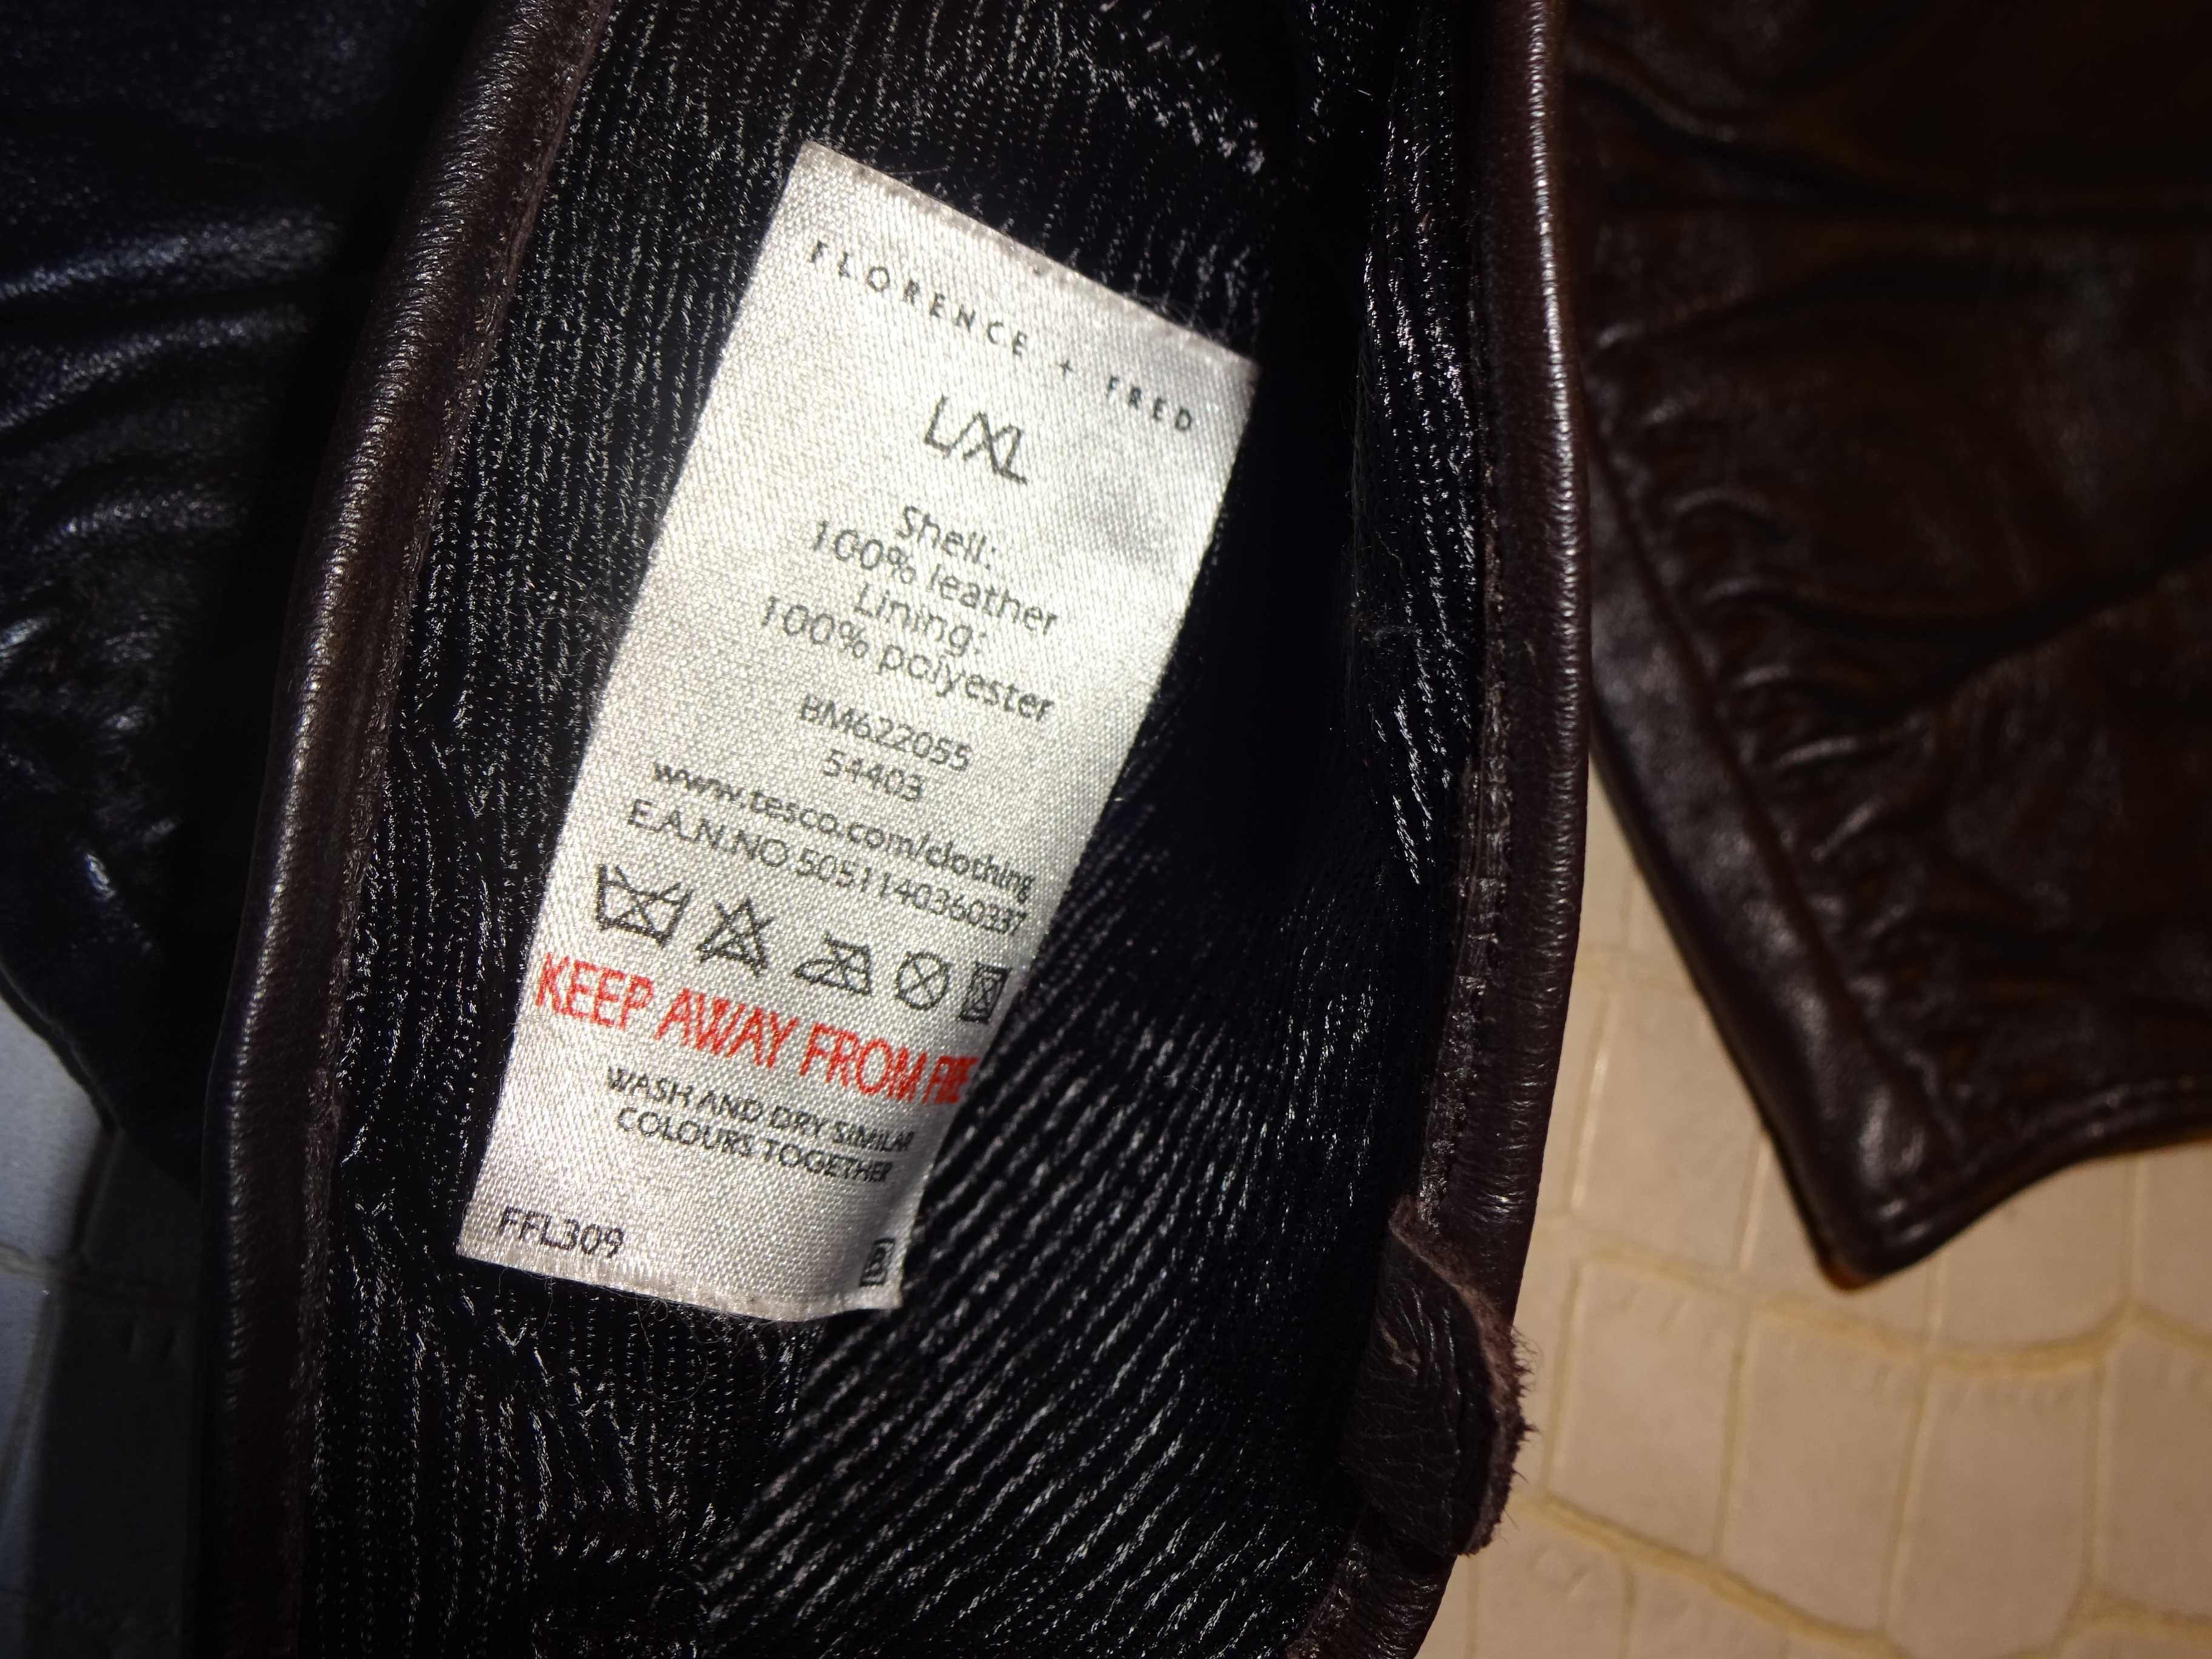 FLORENCE + FRED
L/XL
Shell:
100% leather
Lining:
100% polyester
BM622055
54403
www.tesco.com/clothing
E.A.N.NO 5051140360337
KEEP AWAY FROM FIRE
WASH AND DRY SIMILAR
COLOURS TOGETHER
FFL309